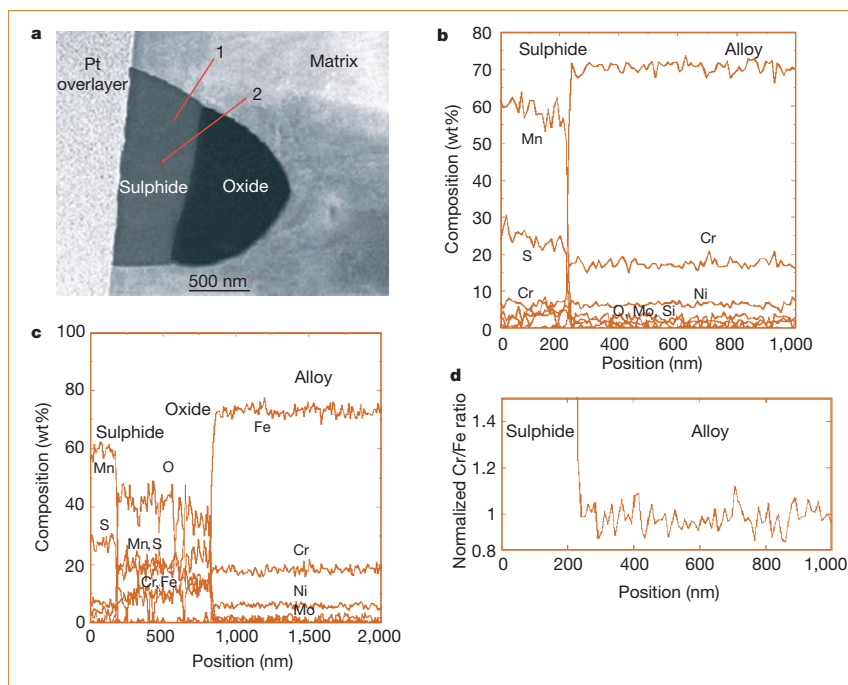 a
Pt
overlayer
1
2
Matrix
Sulphide
Oxide
500 nm
b
Composition (wt%)
80
70
60
50
40
30
20
10
0
Sulphide
Alloy
Mn
S
Cr
Cr
Ni
O, Mo, Si
0 200 400 600 800 1,000
Position (nm)
c
Composition (wt%)
100
80
60
40
20
0
Sulphide
Oxide
Alloy
Mn
O
Fe
S
Mn,S
Cr,Fe
Cr
Ni
Mo
0 500 1,000 1,500 2,000
Position (nm)
d
Normalized Cr/Fe ratio
1.4
1.2
1
0.8
Sulphide
Alloy
0 200 400 600 800 1,000
Position (nm)